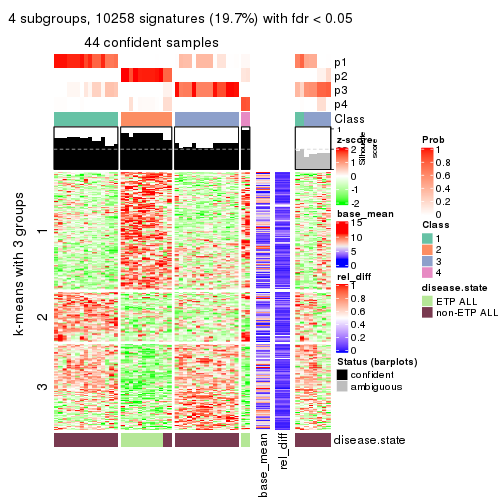 4 subgroups, 10258 signatures (19.7%) with fdr < 0.05
44 confident samples
p1
p2
p3
p4
Class
1
Silhouette
score
k-means with 3 groups
1
2
3
base_mean
rel_diff
disease.state
z-score
2
1
0
-1
-2
base_mean
15
10
5
0
rel_diff
1
0.8
0.6
0.4
0.2
0
Status (barplots)
confident
ambiguous
Prob
1
0.8
0.6
0.4
0.2
0
Class
1
2
3
4
disease.state
ETP ALL
non-ETP ALL